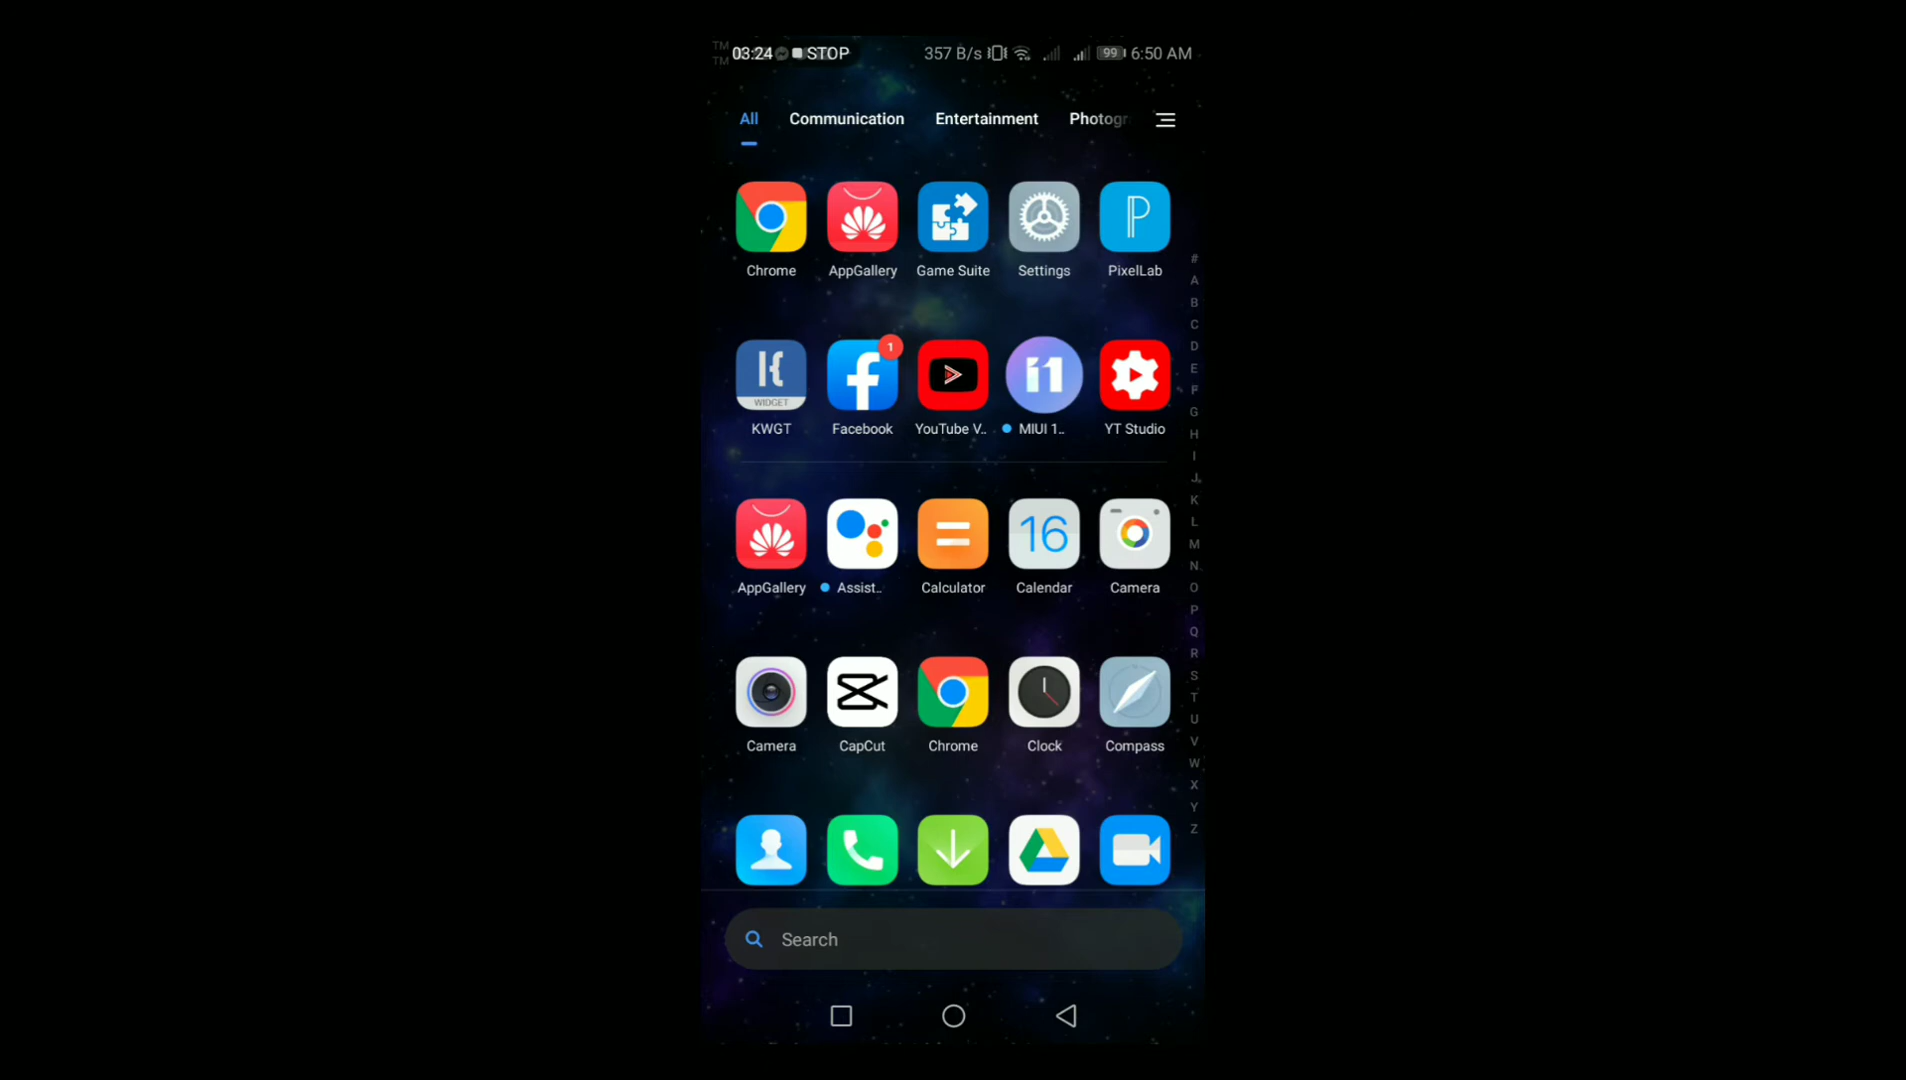 TM
TM
03:24 STOP
357 B/s 99 6:50 AM
All Communication Entertainment Photogr
Chrome AppGallery Game Suite Settings PixelLab
WIDGET
1
KWGT Facebook YouTube V.. MIUI 1.. YT Studio
16
AppGallery Assist.. Calculator Calendar Camera
Camera CapCut Chrome Clock Compass
Search
#
A
B
C
D
E
F
G
H
I
J
K
L
M
N
O
P
Q
R
S
T
U
V
W
X
Y
Z